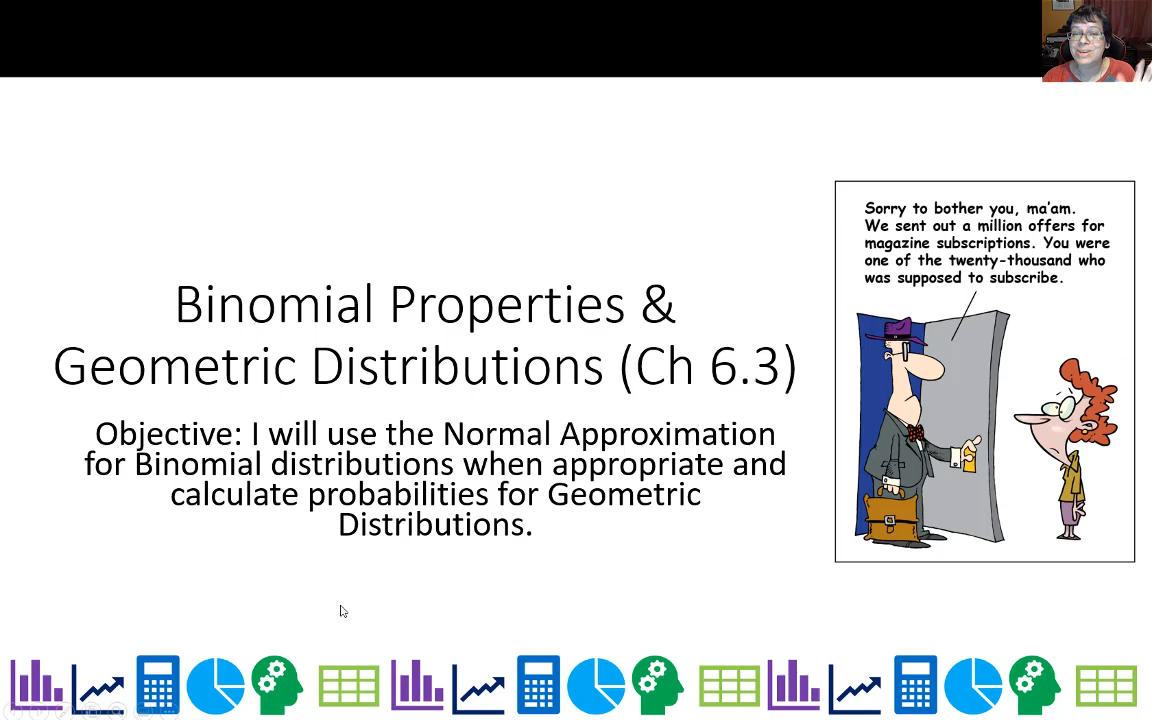 Sorry to bother you, ma'am.
We sent out a million offers for
magazine subscriptions. You were
one of the twenty-thousand who
was supposed to subscribe.
Binomial Properties &
Geometric Distributions (Ch 6.3)
Objective: I will use the Normal Approximation
for Binomial distributions when appropriate and
calculate probabilities for Geometric
Distributions.